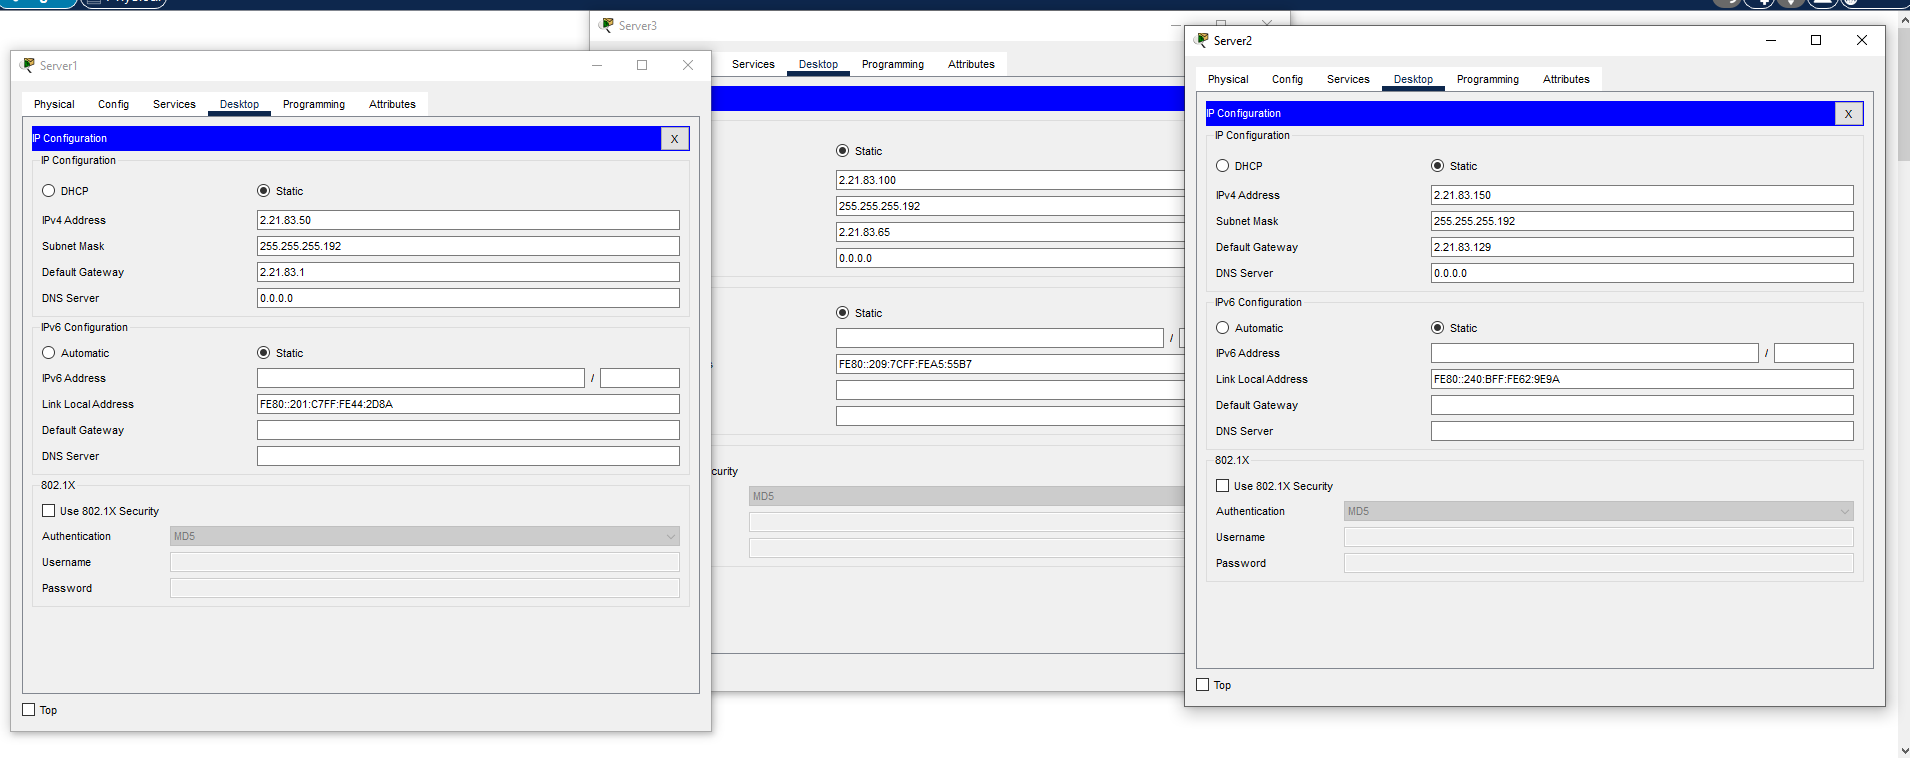 Server1
Physical Config Services Desktop Programming Attributes
IP Configuration X
IP Configuration
DHCP Static
IPv4 Address 2.21.83.50
Subnet Mask 255.255.255.192
Default Gateway 2.21.83.1
DNS Server 0.0.0.0
IPv6 Configuration
Automatic Static
IPv6 Address /
Link Local Address FE80::201:C7FF:FE44:2D8A
Default Gateway
DNS Server
802.1X
Use 802.1X Security
Authentication MD5
Username
Password
Top
Server3
Services Desktop Programming Attributes
Static
2.21.83.100
255.255.255.192
2.21.83.65
0.0.0.0
Static
/
FE80::209:7CFF:FEA5:55B7
curity
MD5
Server2
Physical Config Services Desktop Programming Attributes
IP Configuration X
IP Configuration
DHCP Static
IPv4 Address 2.21.83.150
Subnet Mask 255.255.255.192
Default Gateway 2.21.83.129
DNS Server 0.0.0.0
IPv6 Configuration
Automatic Static
IPv6 Address /
Link Local Address FE80::240:BFF:FE62:9E9A
Default Gateway
DNS Server
802.1X
Use 802.1X Security
Authentication MD5
Username
Password
Top